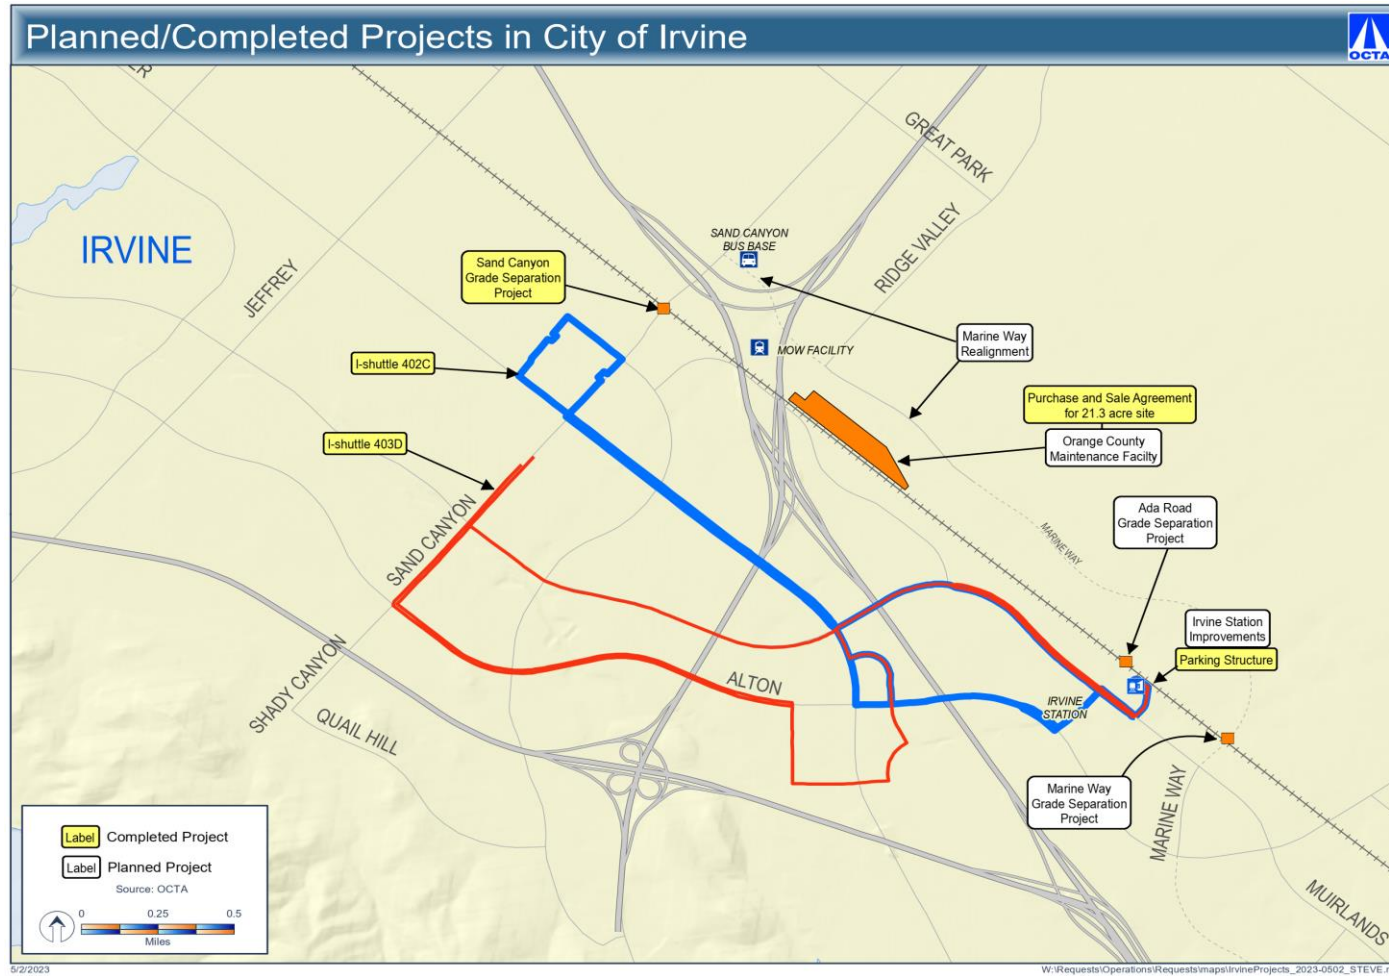 Planned/Completed Projects in City of Irvine
OCTA
GREAT PARK
SAND CANYON
BUS BASE
RIDGE VALLEY
IRVINE
JEFFREY
Sand Canyon
Grade Separation
Project
Marine Way
Realignment
MOW FACILITY
I-shuttle 402C
Purchase and Sale Agreement
for 21.3 acre site
Orange County
Maintenance Facilty
I-shuttle 403D
SAND CANYON
Ada Road
Grade Separation
Project
MARINE WAY
Irvine Station
Improvements
Parking Structure
SHADY CANYON
ALTON
IRVINE
STATION
QUAIL HILL
Marine Way
Grade Separation
Project
MARINE WAY
MUIRLANDS
Label Completed Project
Label Planned Project
Source: OCTA
0 0.25 0.5
Miles
5/2/2023